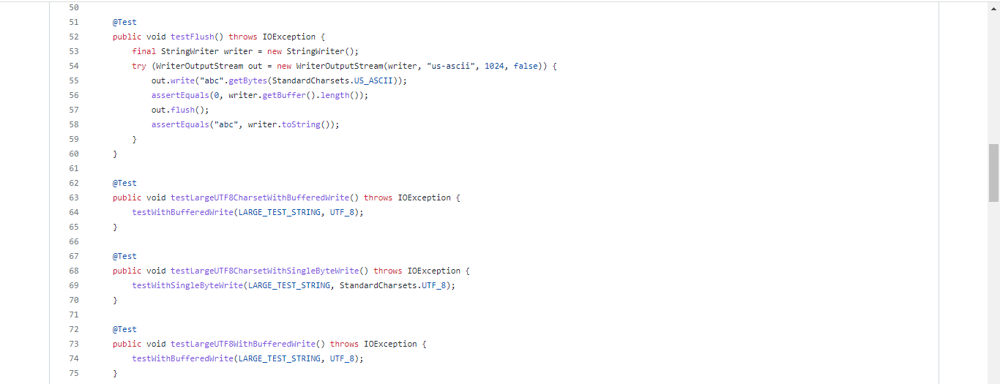 50
51 @Test
52 public void testFlush() throws IOException {
53 final StringWriter writer = new StringWriter();
54 try (WriterOutputStream out = new WriterOutputStream(writer, "us-ascii", 1024, false)) {
55 out.write("abc".getBytes(StandardCharsets.US_ASCII));
56 assertEquals(0, writer.getBuffer().length());
57 out.flush();
58 assertEquals("abc", writer.toString());
59 }
60 }
61
62 @Test
63 public void testLargeUTF8CharsetWithBufferedWrite() throws IOException {
64 testWithBufferedWrite(LARGE_TEST_STRING, UTF_8);
65 }
66
67 @Test
68 public void testLargeUTF8CharsetWithSingleByteWrite() throws IOException {
69 testWithSingleByteWrite(LARGE_TEST_STRING, StandardCharsets.UTF_8);
70 }
71
72 @Test
73 public void testLargeUTF8WithBufferedWrite() throws IOException {
74 testWithBufferedWrite(LARGE_TEST_STRING, UTF_8);
75 }